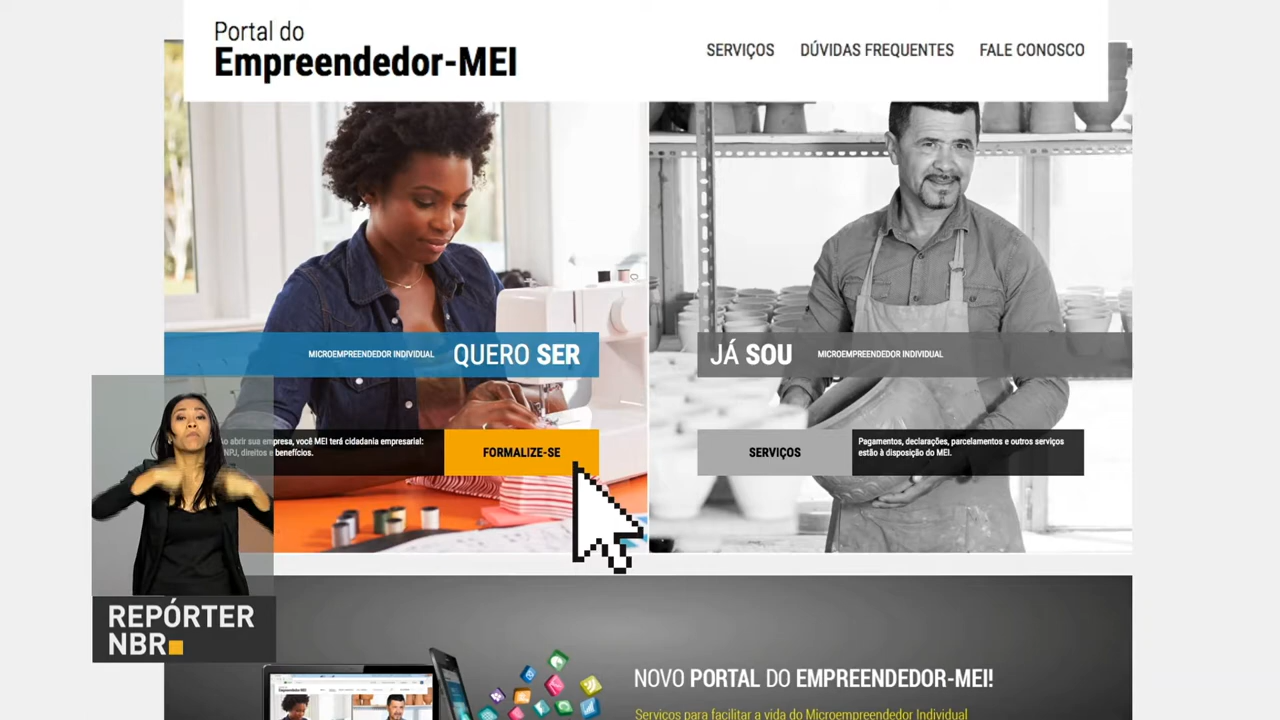 Portal do
Empreendedor-MEI
SERVIÇOS DÚVIDAS FREQUENTES FALE CONOSCO
MICROEMPREENDEDOR INDIVIDUAL QUERO SER
JÁ SOU MICROEMPREENDEDOR INDIVIDUAL
o abrir sua empresa, você MEI terá cidadania empresarial:
NPJ, direitos e benefícios.
FORMALIZE-SE
SERVIÇOS
Pagamentos, declarações, parcelamentos e outros serviços
estão à disposição do MEI.
REPÓRTER
NBR
NOVO PORTAL DO EMPREENDEDOR-MEI!
Serviços para facilitar a vida do Microempreendedor Individual
Empreendedor-MEI